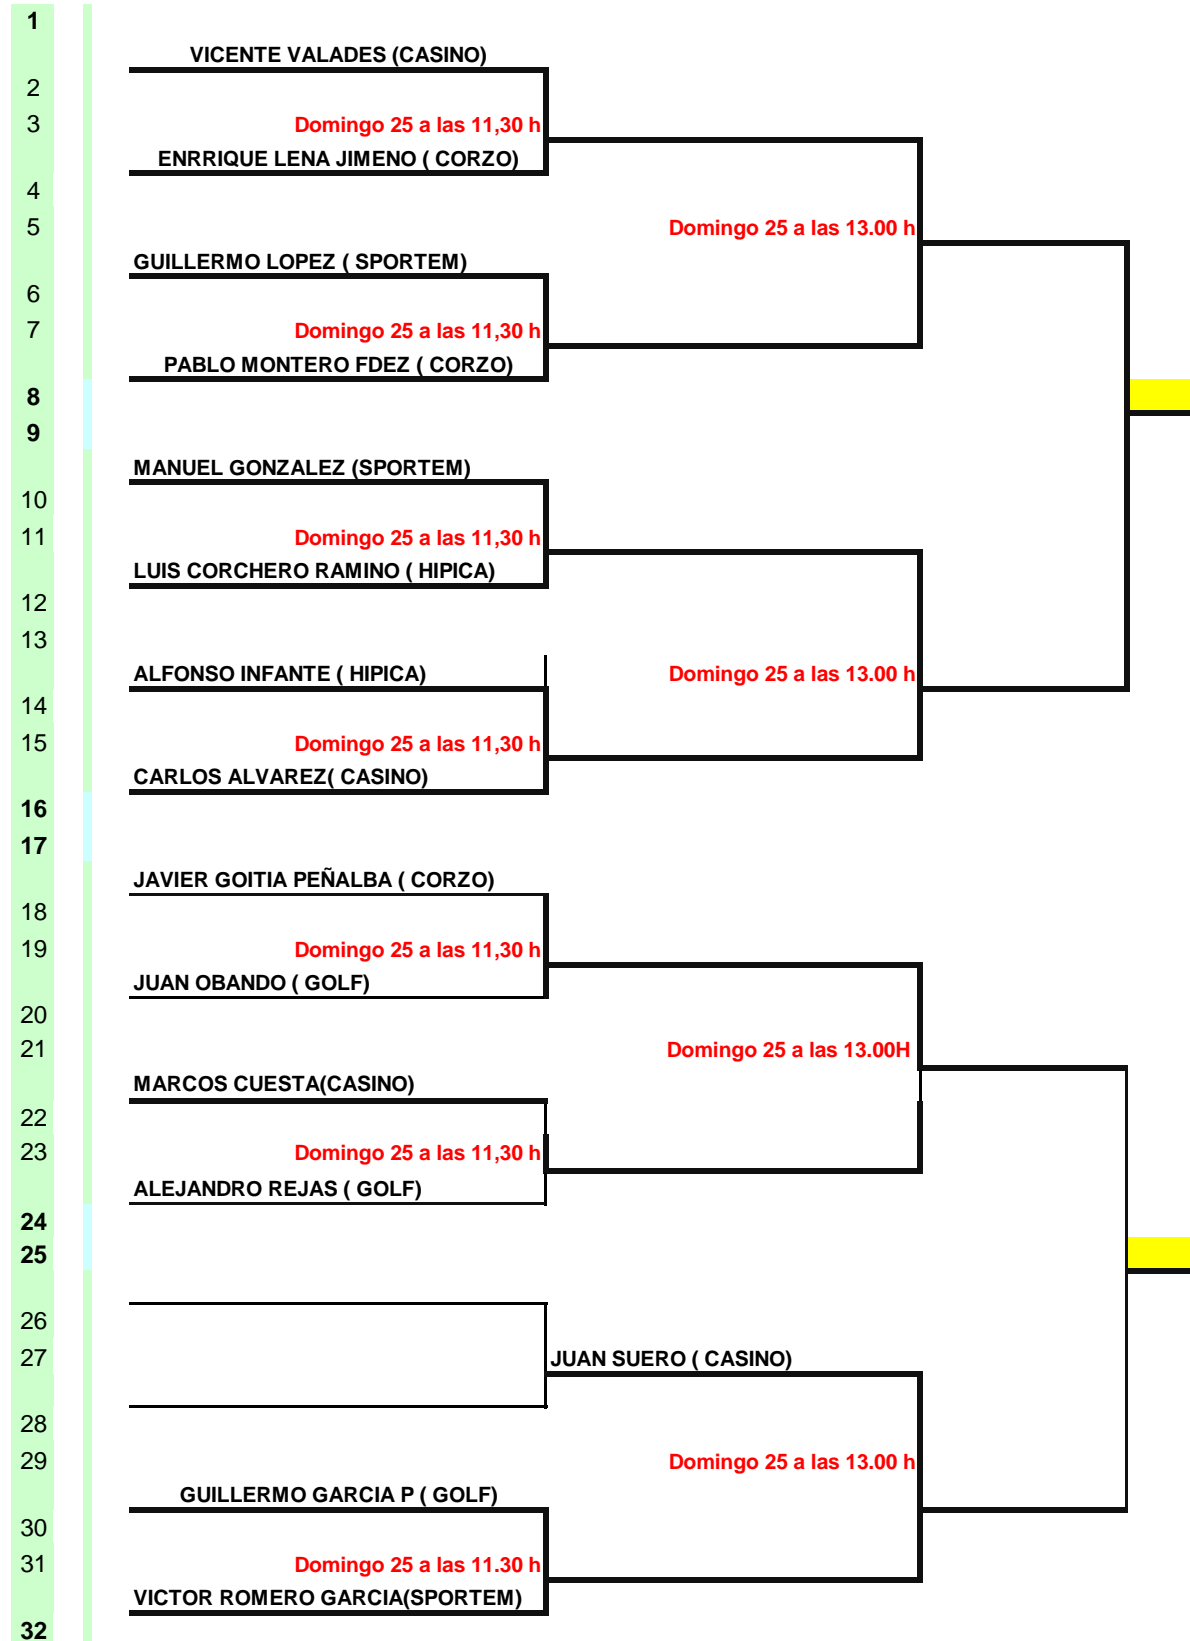 1
VICENTE VALADES (CASINO)
2
3
Domingo 25 a las 11,30 h
ENRRIQUE LENA JIMENO ( CORZO)
4
5
Domingo 25 a las 13.00 h
GUILLERMO LOPEZ ( SPORTEM)
6
7
Domingo 25 a las 11,30 h
PABLO MONTERO FDEZ ( CORZO)
8
9
MANUEL GONZALEZ (SPORTEM)
10
11
Domingo 25 a las 11,30 h
LUIS CORCHERO RAMINO ( HIPICA)
12
13
ALFONSO INFANTE ( HIPICA)
Domingo 25 a las 13.00 h
14
15
Domingo 25 a las 11,30 h
CARLOS ALVAREZ( CASINO)
16
17
JAVIER GOITIA PEÑALBA ( CORZO)
18
19
Domingo 25 a las 11,30 h
JUAN OBANDO ( GOLF)
20
21
Domingo 25 a las 13.00H
MARCOS CUESTA(CASINO)
22
23
Domingo 25 a las 11,30 h
ALEJANDRO REJAS ( GOLF)
24
25
26
27
JUAN SUERO ( CASINO)
28
29
Domingo 25 a las 13.00 h
GUILLERMO GARCIA P ( GOLF)
30
31
Domingo 25 a las 11.30 h
VICTOR ROMERO GARCIA(SPORTEM)
32